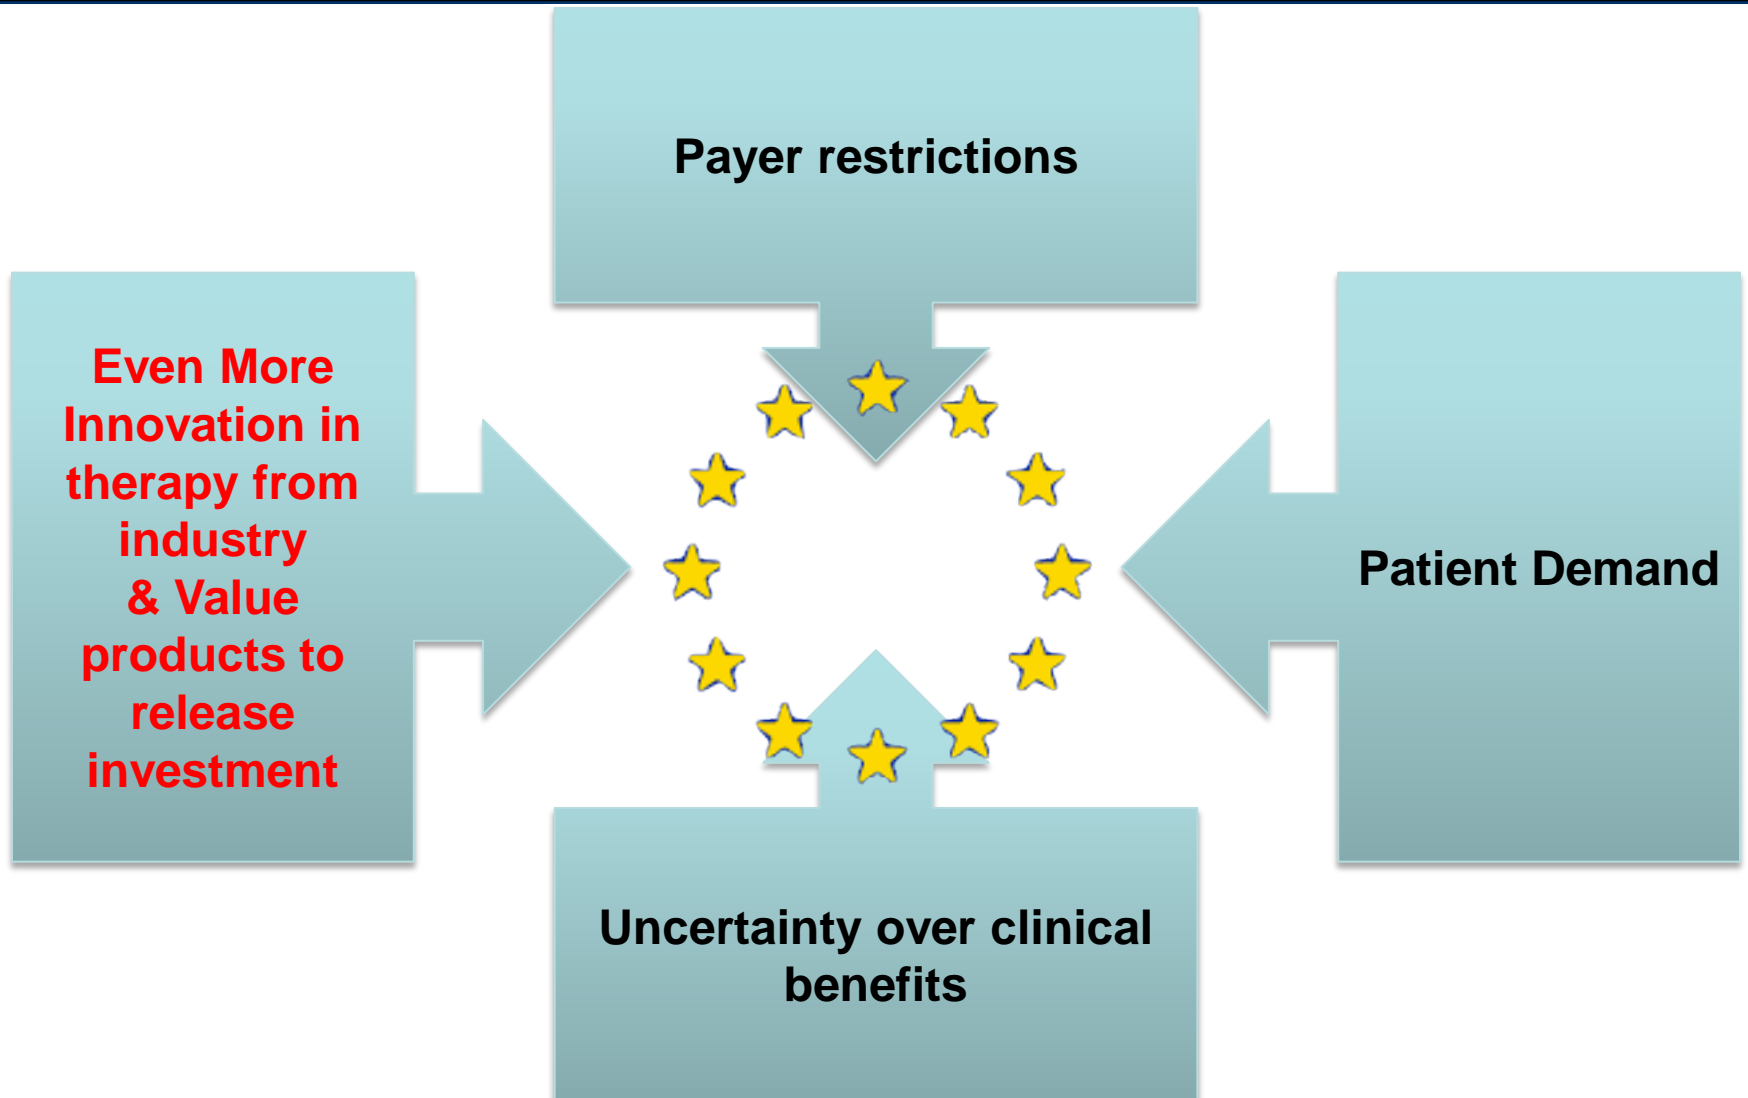 Payer restrictions
Even More
Innovation in
therapy from
industry
& Value
products to
release
investment
Patient Demand
Uncertainty over clinical
benefits